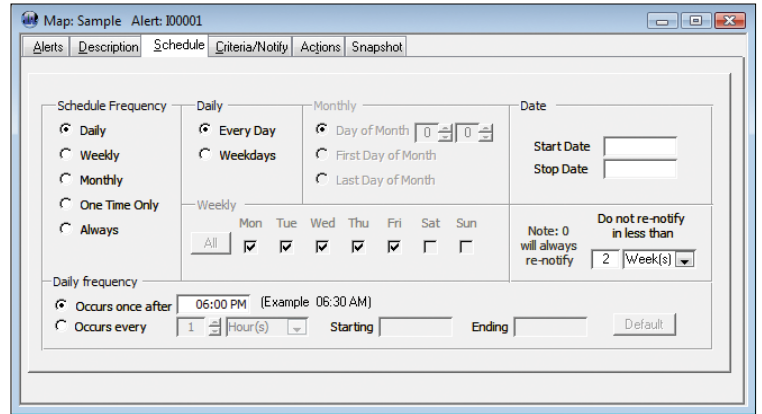 Map: Sample Alert: I00001
Alerts Description Schedule Criteria/Notify Actions Snapshot
Schedule Frequency Daily Monthly Date
Daily Every Day Day of Month 0 0
Start Date
Weekly Weekdays First Day of Month
Stop Date
Monthly Last Day of Month
One Time Only Weekly
Always
Mon Tue Wed Thu Fri Sat Sun
All
Note: 0
will always
re-notify
Do not re-notify
in less than
2 Week(s)
Daily frequency
Occurs once after 06:00 PM (Example 06:30 AM)
Occurs every 1 Hour(s) Starting Ending Default